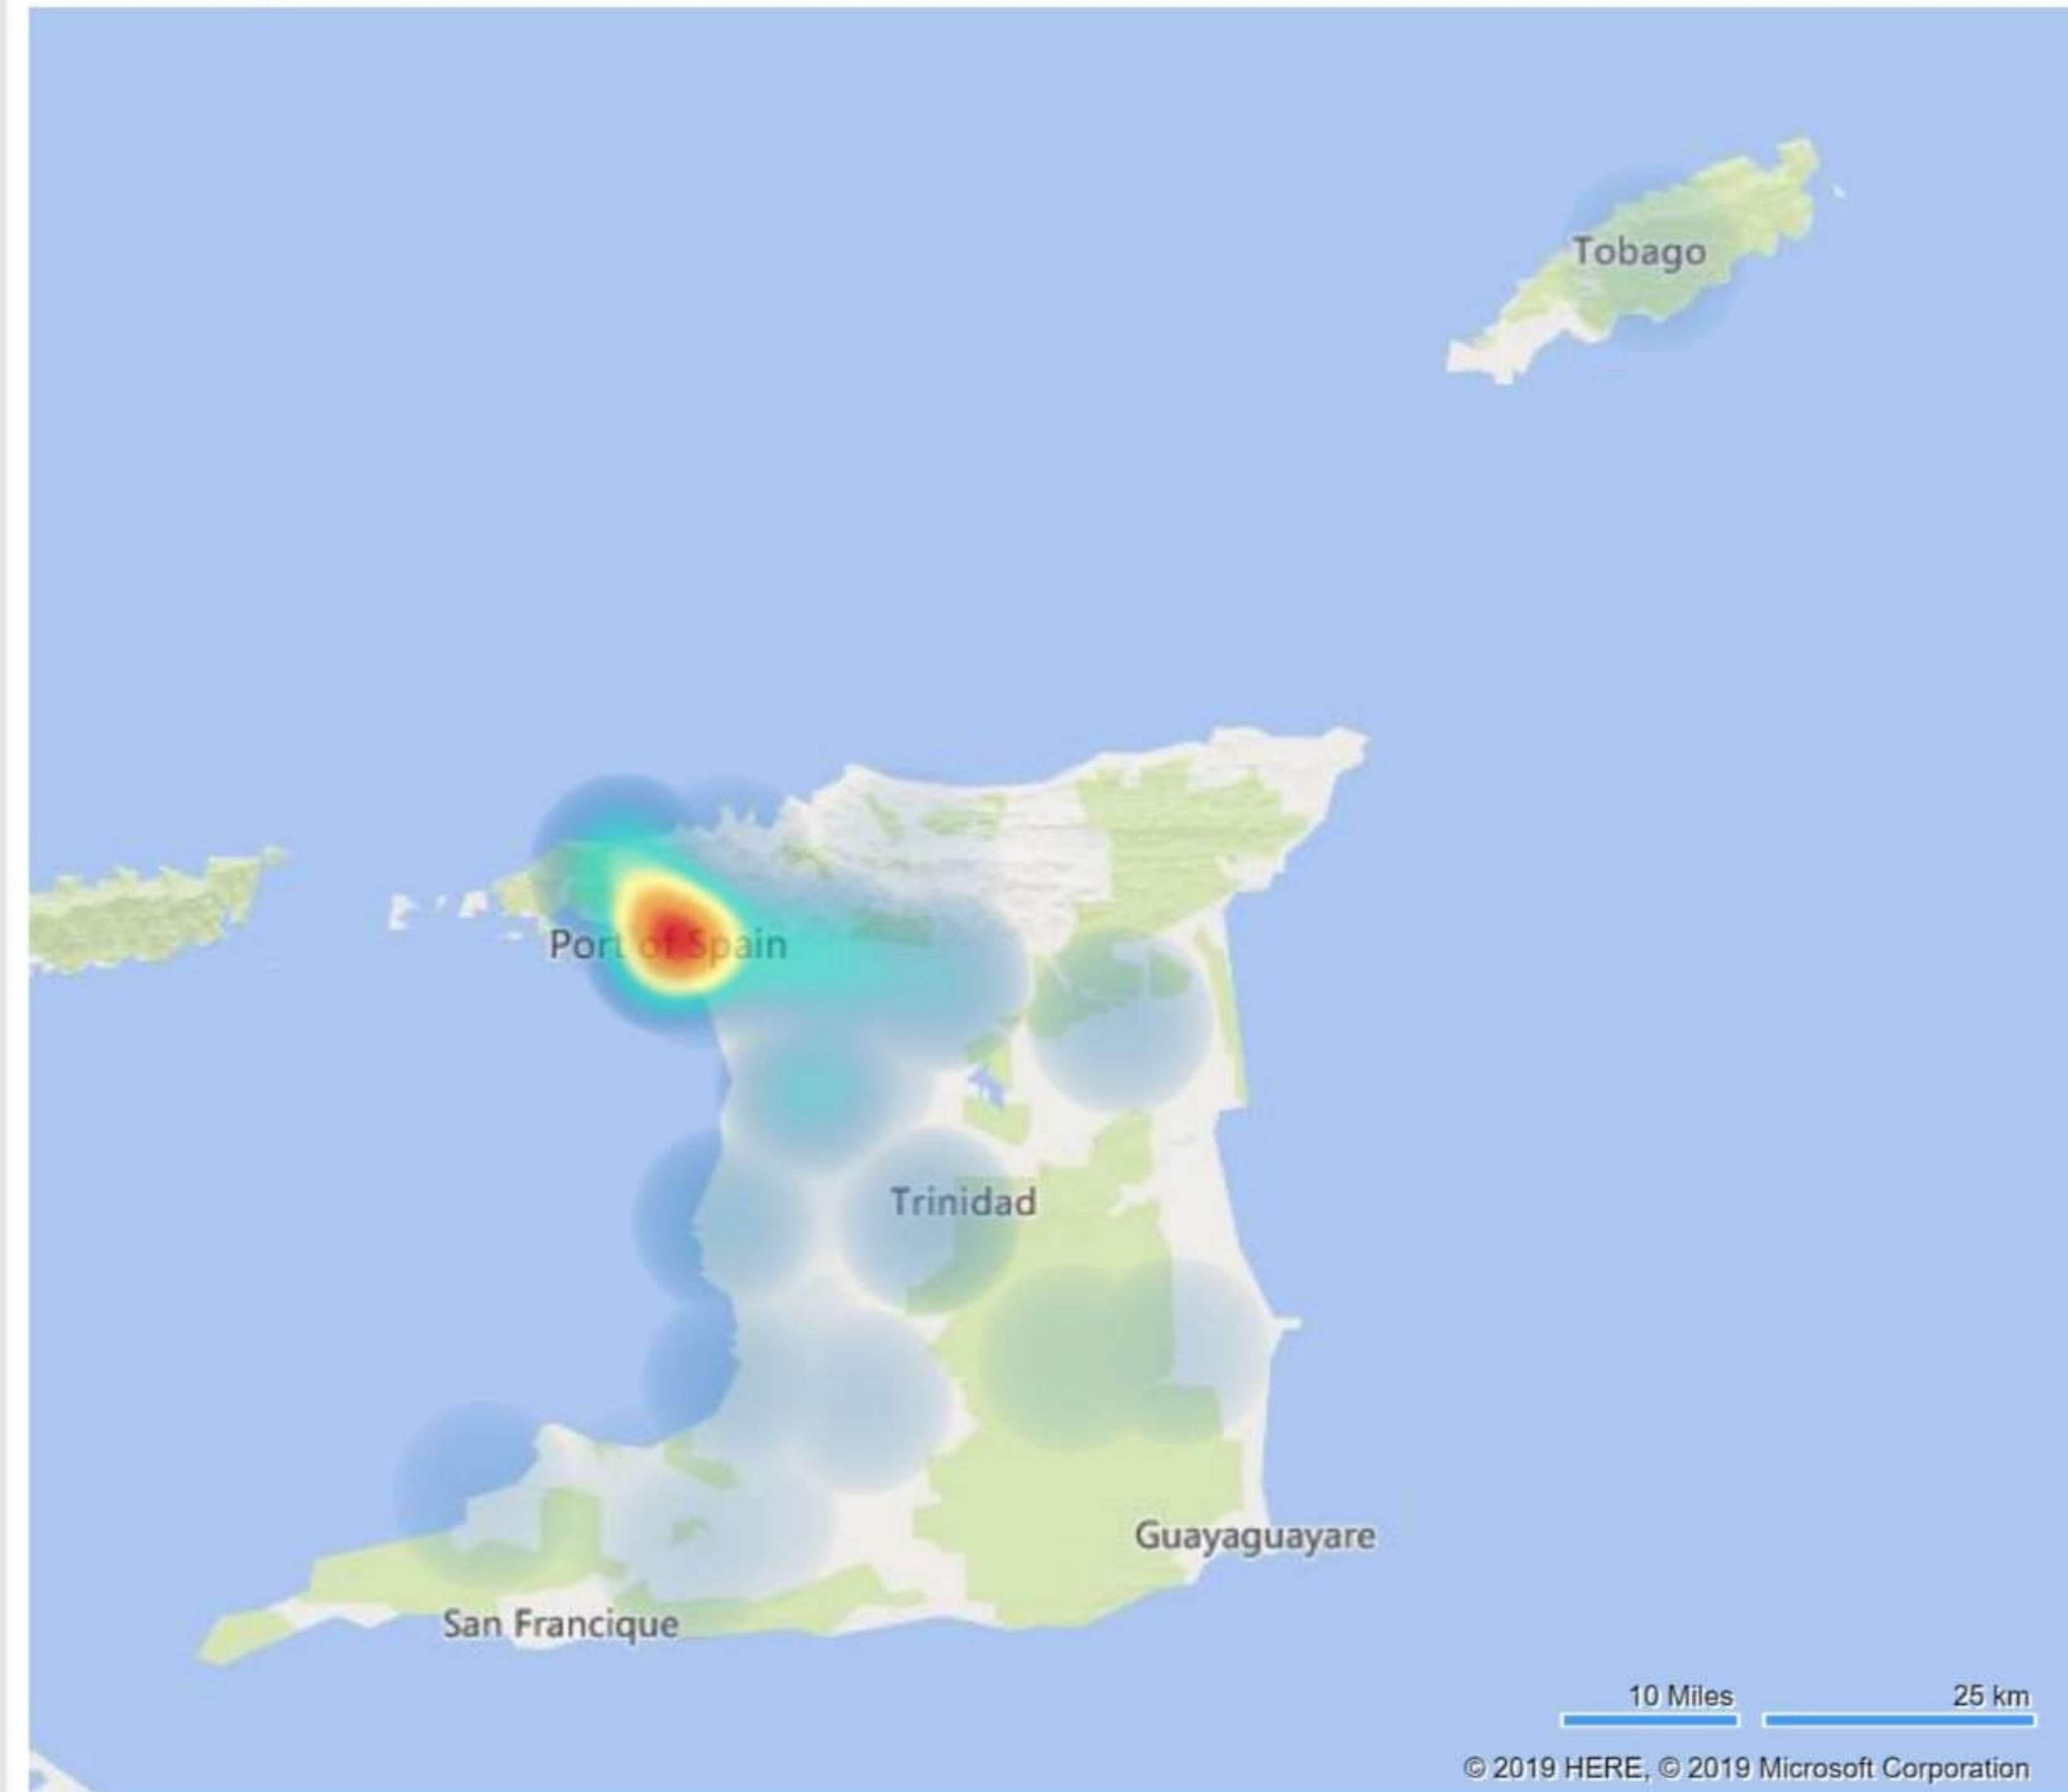 Tobago
Port of Spain
Trinidad
Guayaguayare
San Francique
10 Miles
25 km
© 2019 HERE, © 2019 Microsoft Corporation